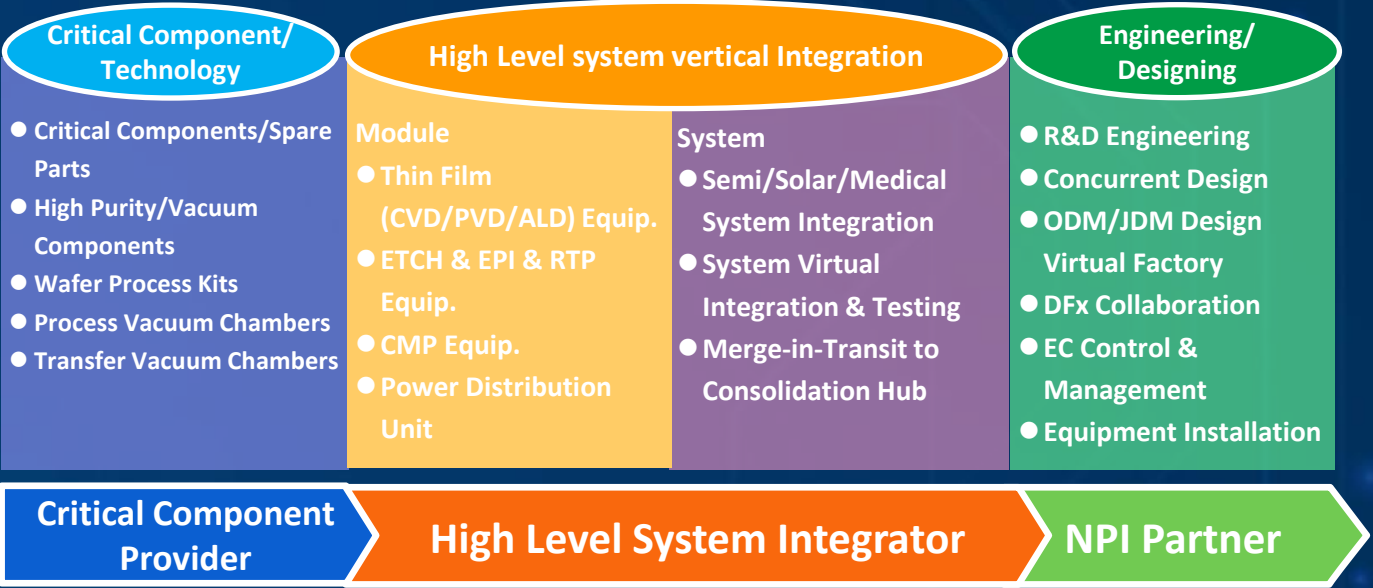 Critical Component/
Technology
High Level system vertical Integration
Engineering/
Designing
● Critical Components/Spare
Parts
● High Purity/Vacuum
Components
● Wafer Process Kits
● Process Vacuum Chambers
● Transfer Vacuum Chambers
Module
● Thin Film
(CVD/PVD/ALD) Equip.
● ETCH & EPI & RTP
Equip.
● CMP Equip.
● Power Distribution
Unit
System
● Semi/Solar/Medical
System Integration
● System Virtual
Integration & Testing
● Merge-in-Transit to
Consolidation Hub
● R&D Engineering
● Concurrent Design
● ODM/JDM Design
Virtual Factory
● DFx Collaboration
● EC Control &
Management
● Equipment Installation
Critical Component
Provider
High Level System Integrator
NPI Partner